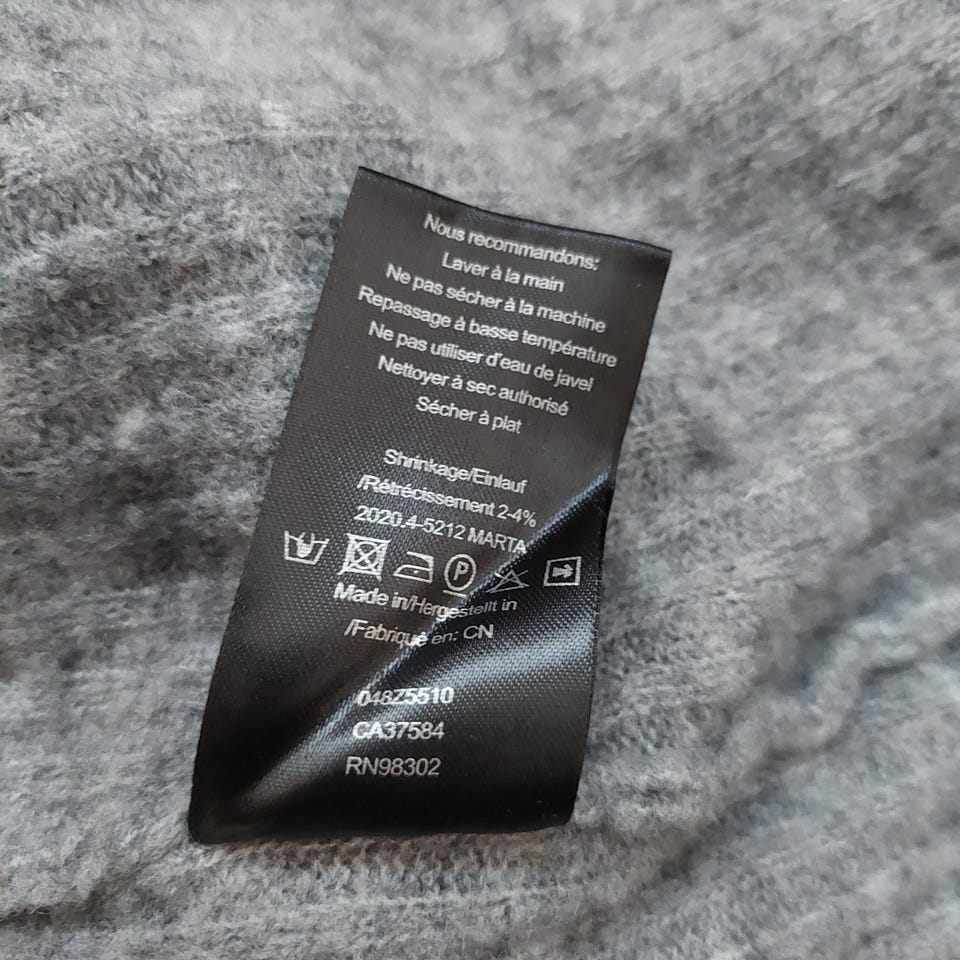 Nous recommandons:
Laver à la main
Ne pas sécher à la machine
Repassage à basse température
Ne pas utiliser d'eau de javel
Nettoyer à sec authorisé
Sécher à plat
Shrinkage/Einlauf
/Rétrécissement 2-4%
2020.4-5212 MARTA
P
Made in/Hergestellt in
/Fabriqué en: CN
048Z5510
CA37584
RN98302